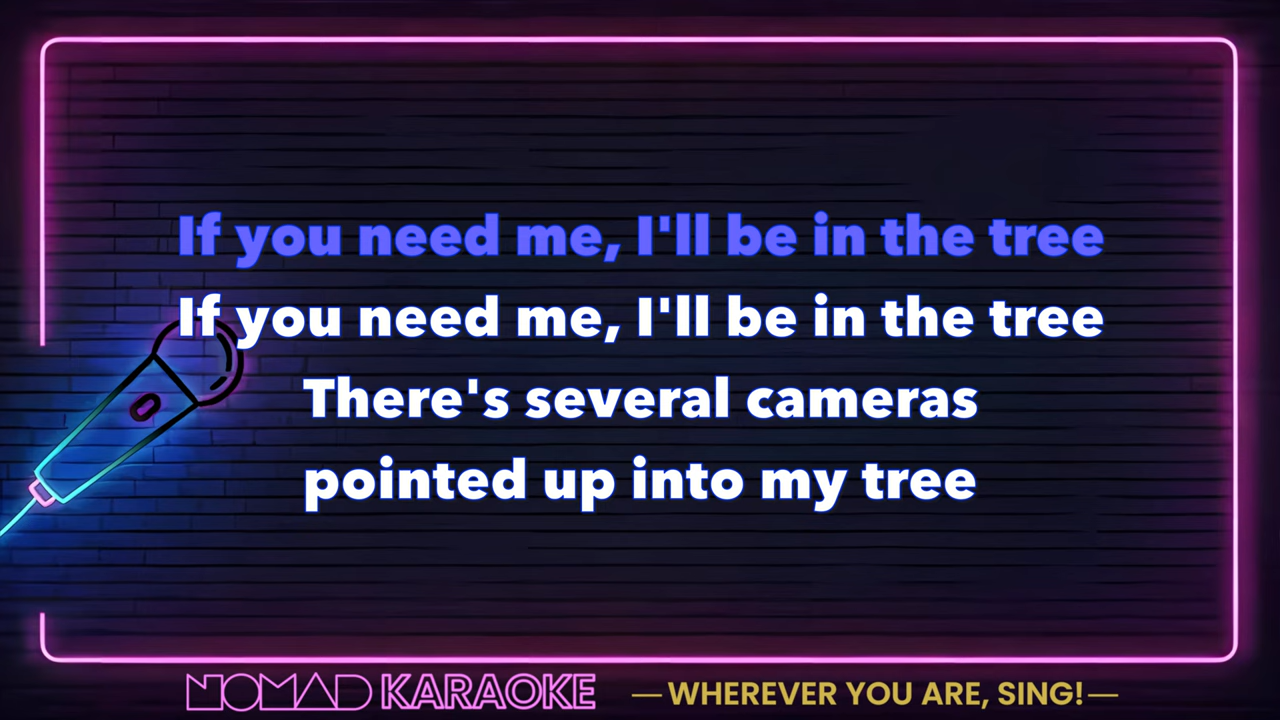 If you need me, I'll be in the tree
If you need me, I'll be in the tree
There's several cameras
pointed up into my tree
NOMAD KARAOKE — WHEREVER YOU ARE, SING! —